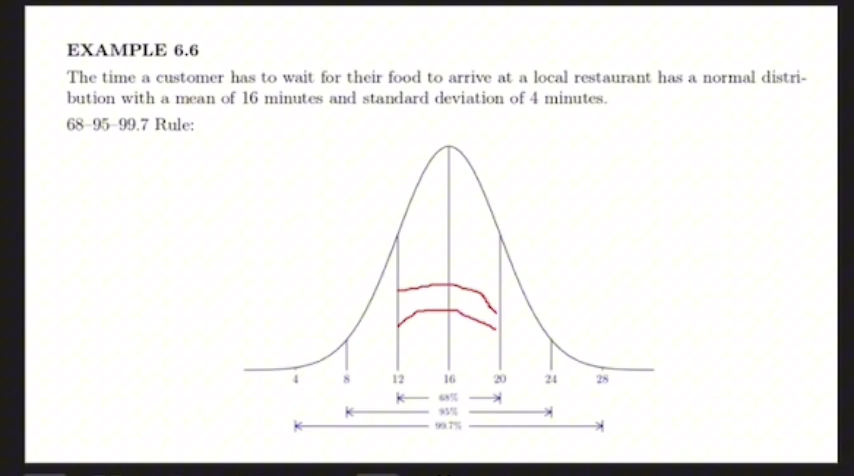 EXAMPLE 6.6
The time a customer has to wait for their food to arrive at a local restaurant has a normal distri-
bution with a mean of 16 minutes and standard deviation of 4 minutes.
68–95–99.7 Rule:
4 8 12 16 20 24 28
68%
95%
99.7%